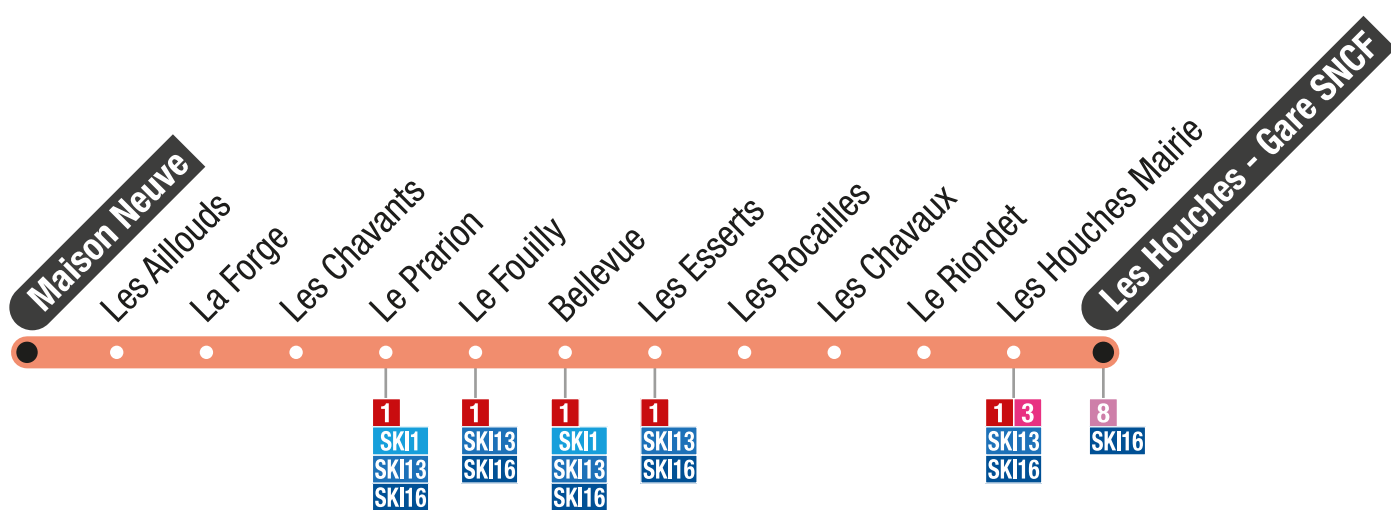 Maison Neuve
Les Aillouds
La Forge
Les Chavants
Le Prarion
Le Fouilly
Bellevue
Les Esserts
Les Rocailles
Les Chavaux
Le Riondet
Les Houches Mairie
Les Houches - Gare SNCF
1
SKI1
SKI13
SKI16
1
SKI13
SKI16
1
SKI1
SKI13
SKI16
1
SKI13
SKI16
1 3
SKI13
SKI16
8
SKI16